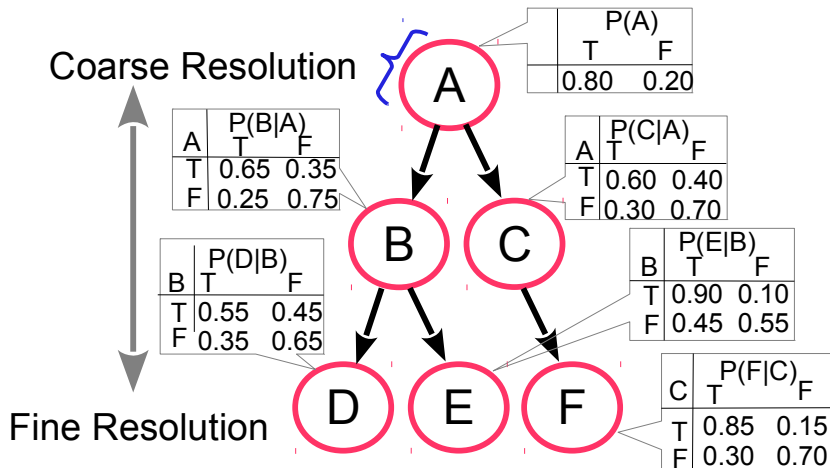 P(A)
T F
0.80 0.20
Coarse Resolution
A
P(B|A)
A T F
T 0.65 0.35
F 0.25 0.75
P(C|A)
A T F
T 0.60 0.40
F 0.30 0.70
B C
P(D|B)
B T F
T 0.55 0.45
F 0.35 0.65
P(E|B)
B T F
T 0.90 0.10
F 0.45 0.55
D E F
Fine Resolution
P(F|C)
C T F
T 0.85 0.15
F 0.30 0.70